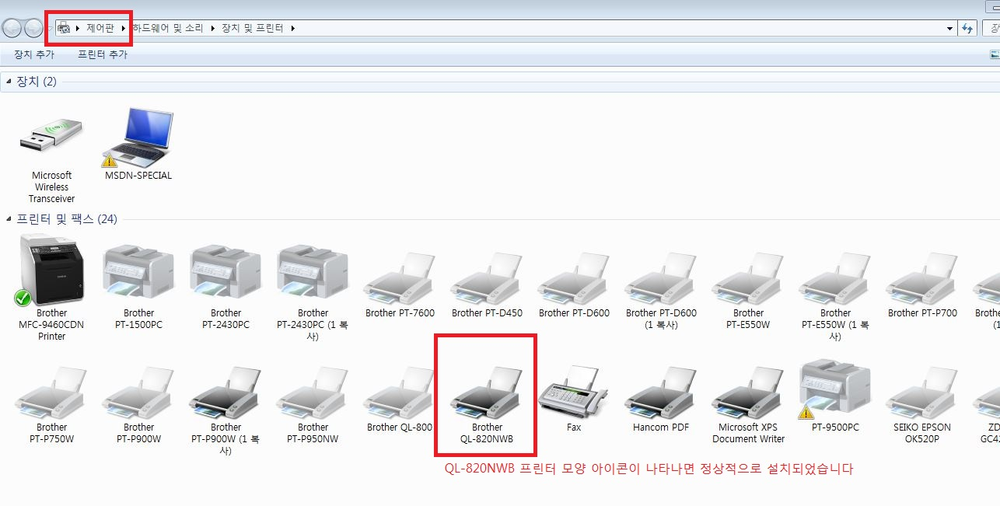 제어판 하드웨어 및 소리 장치 및 프린터
장치 추가 프린터 추가
장치 (2)
Microsoft
Wireless
Transceiver
MSDN-SPECIAL
프린터 및 팩스 (24)
Brother
MFC-9460CDN
Printer
Brother
PT-1500PC
Brother
PT-2430PC
Brother
PT-2430PC (1 복
사)
Brother PT-7600
Brother PT-D450
Brother PT-D600
Brother PT-D600
(1 복사)
Brother
PT-E550W
Brother
PT-E550W (1 복
사)
Brother PT-P700
Brother
PT-P750W
Brother
PT-P900W
Brother
PT-P900W (1 복
사)
Brother
PT-P950NW
Brother QL-800
Brother
QL-820NWB
Fax
Hancom PDF
Microsoft XPS
Document Writer
PT-9500PC
SEIKO EPSON
OK520P
QL-820NWB 프린터 모양 아이콘이 나타나면 정상적으로 설치되었습니다